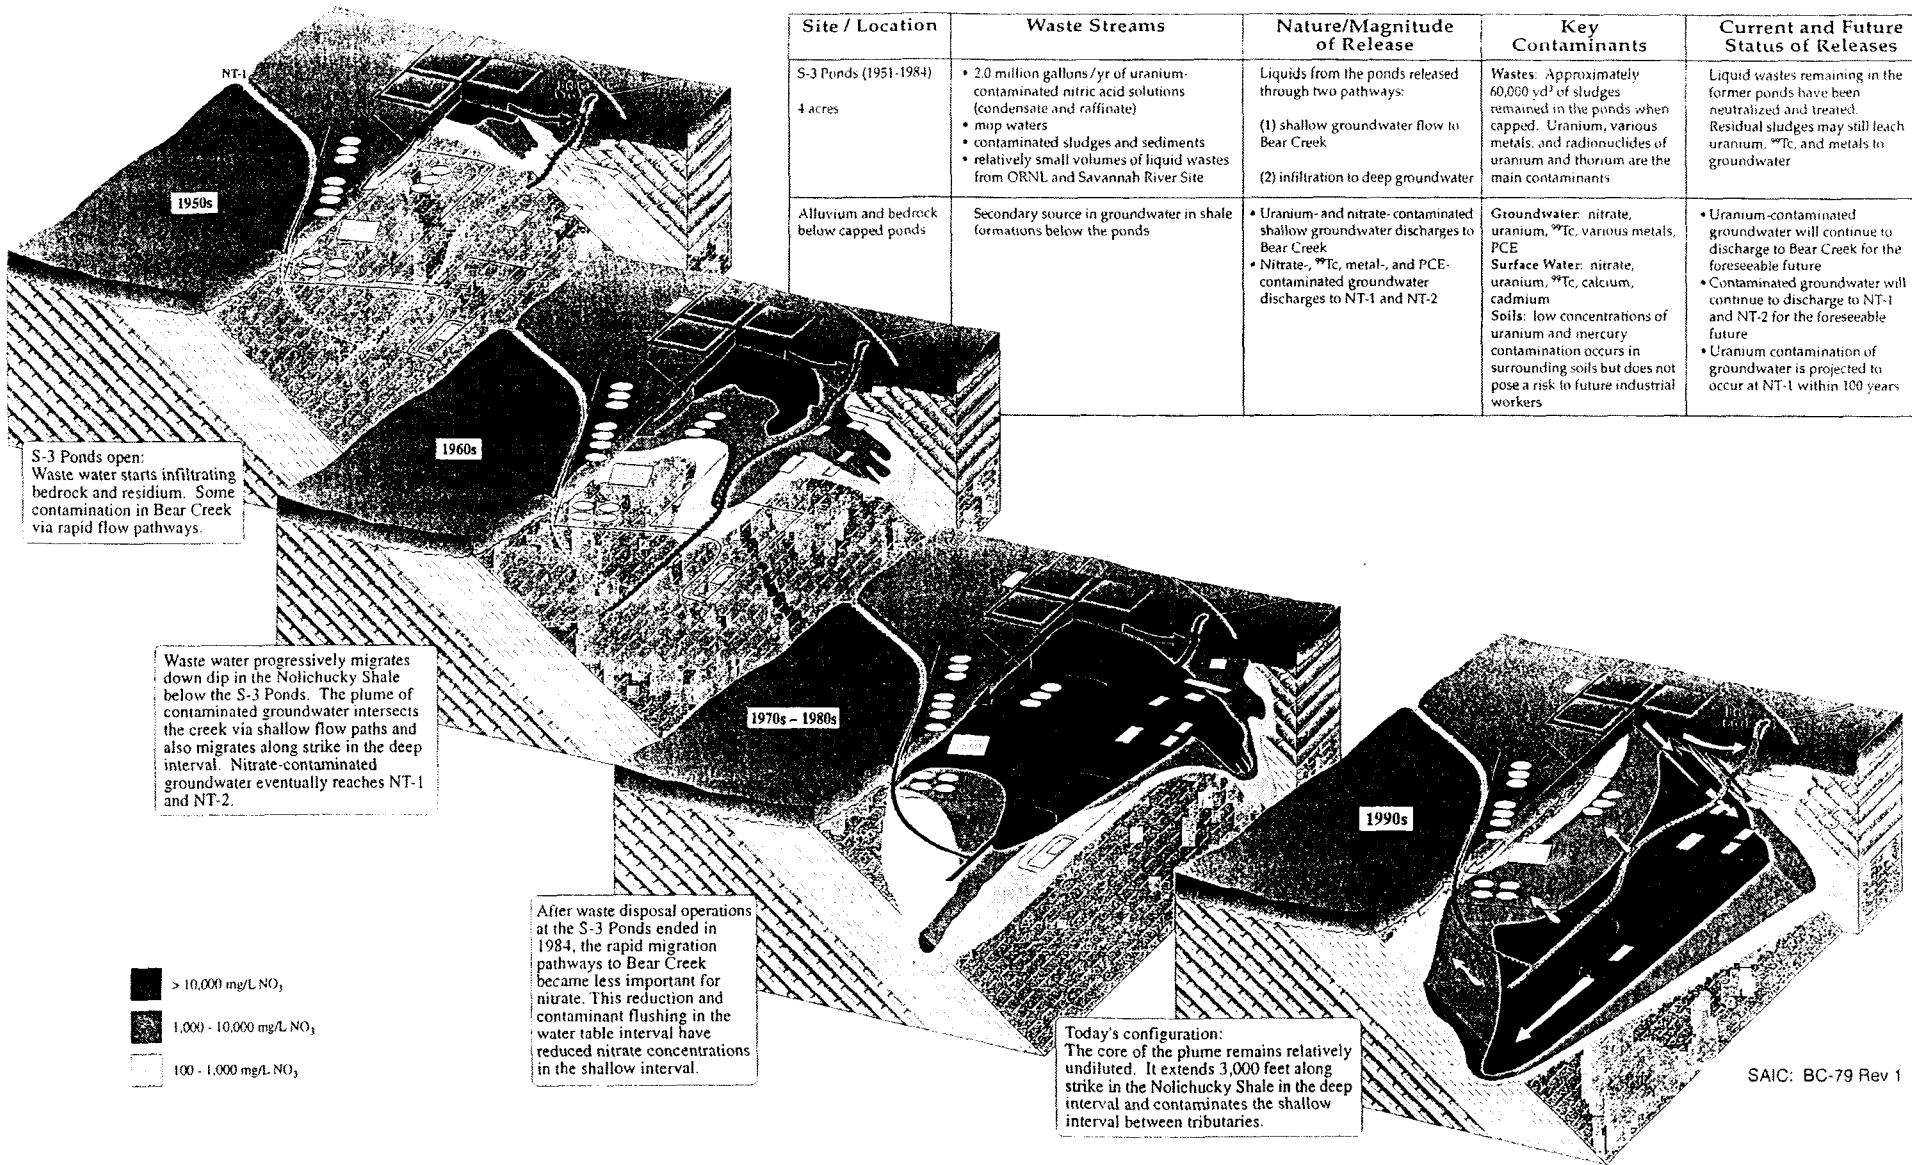 Site / Location
Waste Streams
Nature/Magnitude
of Release
Key
Contaminants
Current and Future
Status of Releases
S-3 Ponds (1951-1984)
4 acres
• 2.0 million gallons/yr of uranium-
contaminated nitric acid solutions
(condensate and raffinate)
• mop waters
• contaminated sludges and sediments
• relatively small volumes of liquid wastes
from ORNL and Savannah River Site
Liquids from the ponds released
through two pathways:
(1) shallow groundwater flow to
Bear Creek
(2) infiltration to deep groundwater
Wastes: Approximately
60,000 yd³ of sludges
remained in the ponds when
capped. Uranium, various
metals, and radionuclides of
uranium and thorium are the
main contaminants
Liquid wastes remaining in the
former ponds have been
neutralized and treated.
Residual sludges may still leach
uranium, ⁹⁹Tc, and metals to
groundwater
Alluvium and bedrock
below capped ponds
Secondary source in groundwater in shale
formations below the ponds
• Uranium- and nitrate- contaminated
shallow groundwater discharges to
Bear Creek
• Nitrate-, ⁹⁹Tc, metal-, and PCE-
contaminated groundwater
discharges to NT-1 and NT-2
Groundwater: nitrate,
uranium, ⁹⁹Tc, various metals,
PCE
Surface Water: nitrate,
uranium, ⁹⁹Tc, calcium,
cadmium
Soils: low concentrations of
uranium and mercury
contamination occurs in
surrounding soils but does not
pose a risk to future industrial
workers
• Uranium-contaminated
groundwater will continue to
discharge to Bear Creek for the
foreseeable future
• Contaminated groundwater will
continue to discharge to NT-1
and NT-2 for the foreseeable
future
• Uranium contamination of
groundwater is projected to
occur at NT-1 within 100 years
NT-1
1950s
S-3 Ponds open:
Waste water starts infiltrating
bedrock and residium. Some
contamination in Bear Creek
via rapid flow pathways.
1960s
Waste water progressively migrates
down dip in the Nolichucky Shale
below the S-3 Ponds. The plume of
contaminated groundwater intersects
the creek via shallow flow paths and
also migrates along strike in the deep
interval. Nitrate-contaminated
groundwater eventually reaches NT-1
and NT-2.
1970s – 1980s
After waste disposal operations
at the S-3 Ponds ended in
1984, the rapid migration
pathways to Bear Creek
became less important for
nitrate. This reduction and
contaminant flushing in the
water table interval have
reduced nitrate concentrations
in the shallow interval.
1990s
Today's configuration:
The core of the plume remains relatively
undiluted. It extends 3,000 feet along
strike in the Nolichucky Shale in the deep
interval and contaminates the shallow
interval between tributaries.
> 10,000 mg/L NO₃
1,000 - 10,000 mg/L NO₃
100 - 1,000 mg/L NO₃
SAIC: BC-79 Rev 1